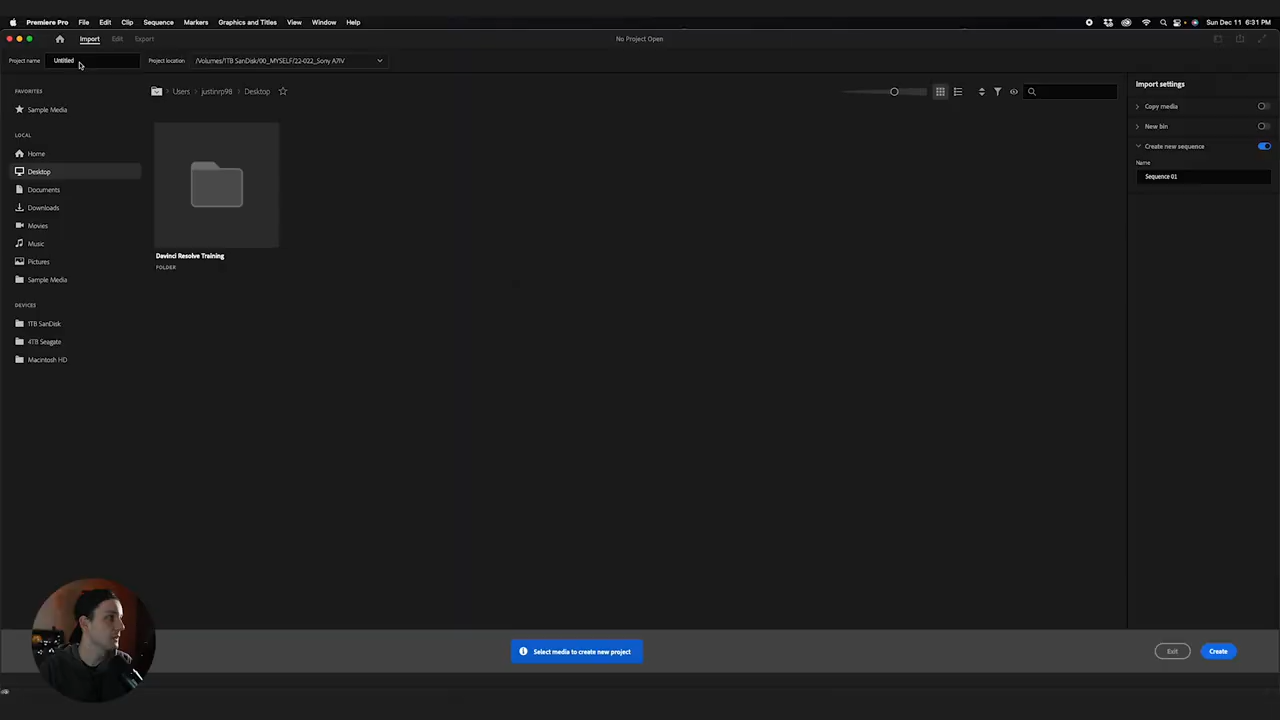 Premiere Pro File Edit Clip Sequence Markers Graphics and Titles View Window Help Sun Dec 11 6:31 PM
Import Edit Export No Project Open
Project name Untitled Project location /Volumes/1TB SanDisk/00_MYSELF/22-022_Sony A7IV
FAVORITES
Sample Media
LOCAL
Home
Desktop
Documents
Downloads
Movies
Music
Pictures
Sample Media
DEVICES
1TB SanDisk
4TB Seagate
Macintosh HD
Users justinrp98 Desktop
Davinci Resolve Training
FOLDER
Import settings
Copy media
New bin
Create new sequence
Name
Sequence 01
Select media to create new project
Exit Create